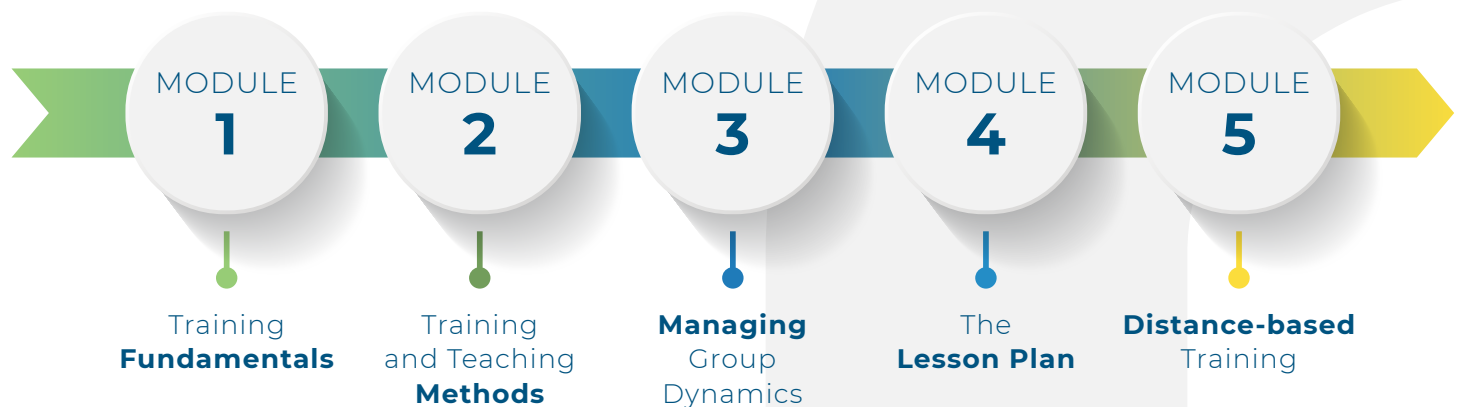 MODULE
1
Training
Fundamentals
MODULE
2
Training
and Teaching
Methods
MODULE
3
Managing
Group
Dynamics
MODULE
4
The
Lesson Plan
MODULE
5
Distance-based
Training